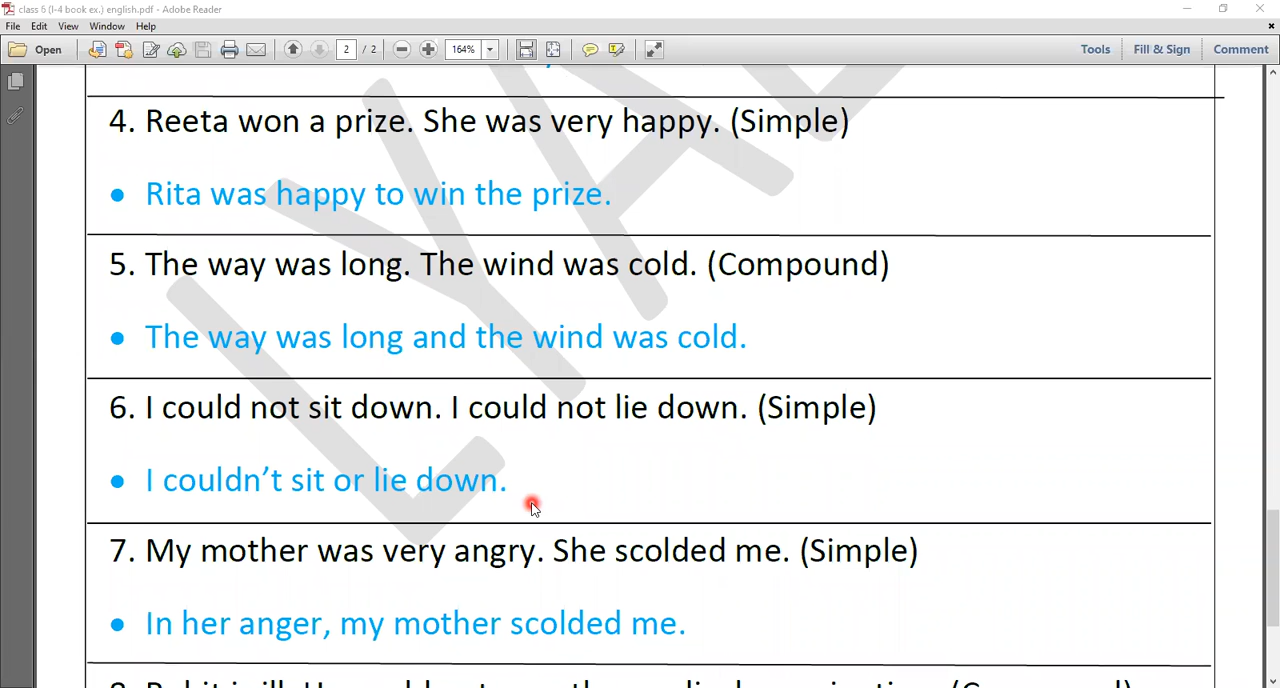 class 6 (I-4 book ex.) english.pdf - Adobe Reader
File Edit View Window Help
Open 2 / 2 164% Tools Fill & Sign Comment
4. Reeta won a prize. She was very happy. (Simple)
• Rita was happy to win the prize.
5. The way was long. The wind was cold. (Compound)
• The way was long and the wind was cold.
6. I could not sit down. I could not lie down. (Simple)
• I couldn’t sit or lie down.
7. My mother was very angry. She scolded me. (Simple)
• In her anger, my mother scolded me.